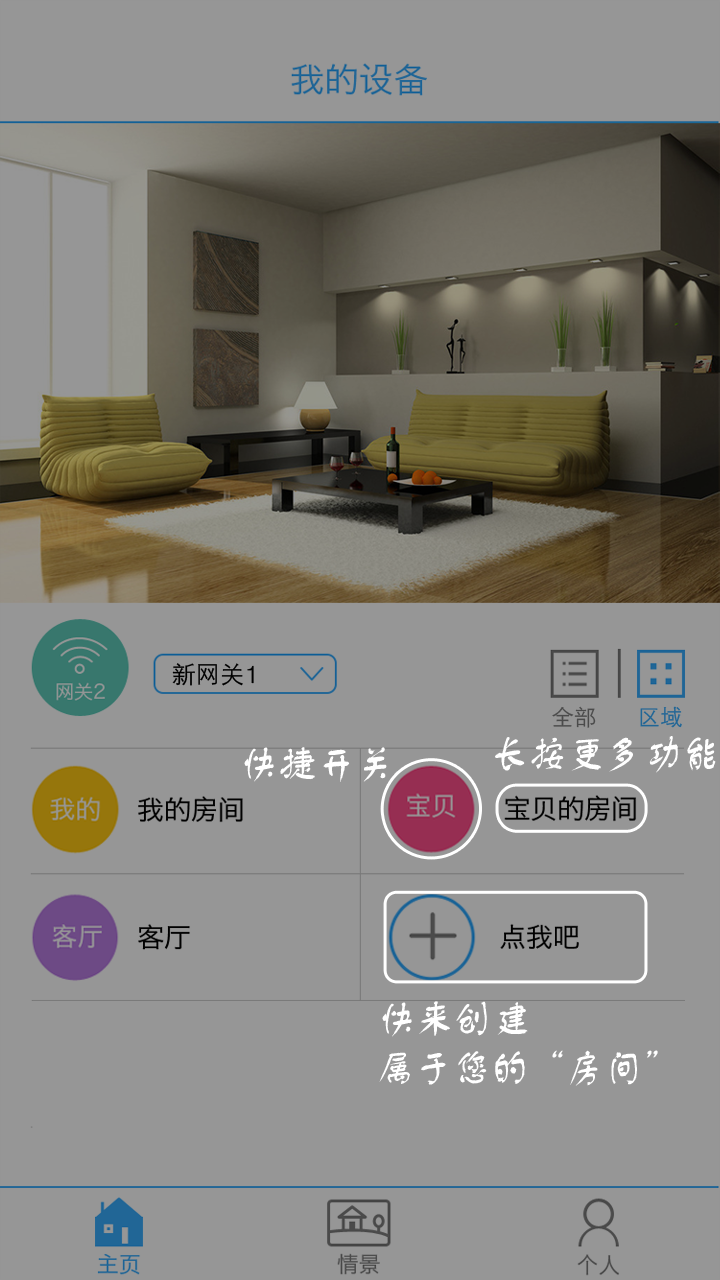 我的设备
网关2
新网关1
全部
区域
快捷开关
长按更多功能
我的
我的房间
宝贝
宝贝的房间
客厅
客厅
点我吧
快来创建
属于您的“房间”
主页
情景
个人